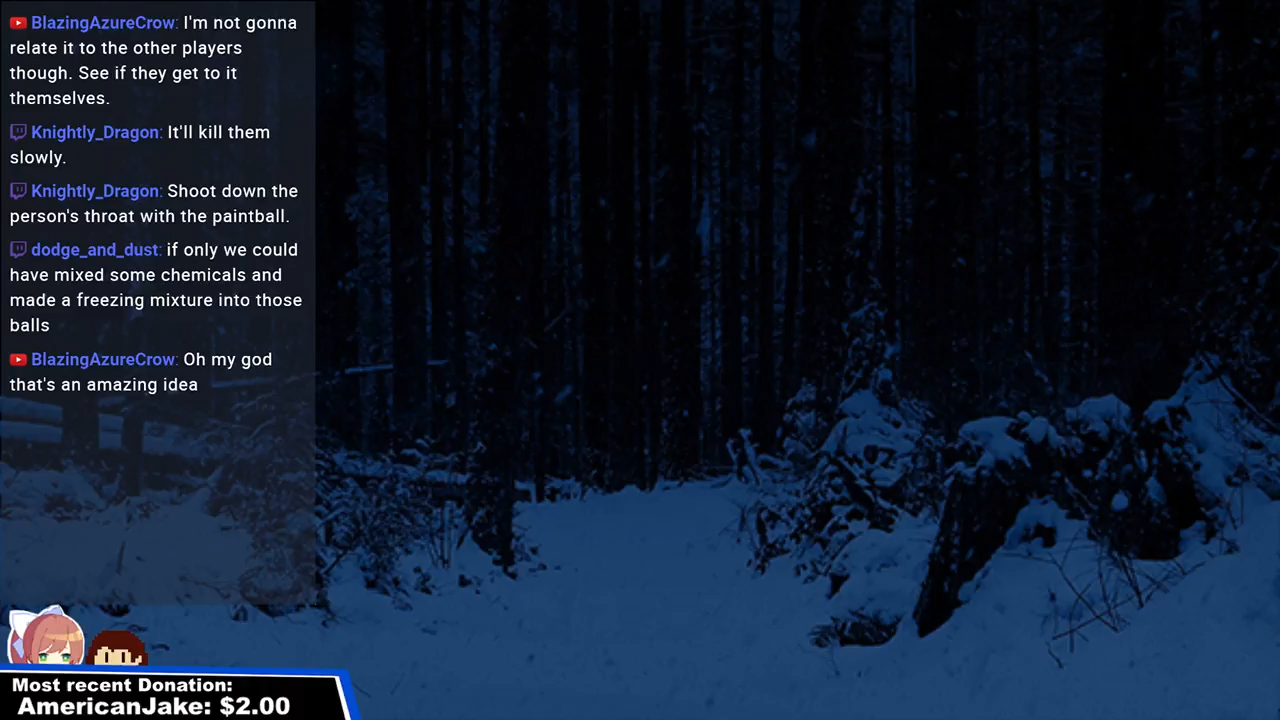 BlazingAzureCrow: I'm not gonna
relate it to the other players
though. See if they get to it
themselves.
Knightly_Dragon: It'll kill them
slowly.
Knightly_Dragon: Shoot down the
person's throat with the paintball.
dodge_and_dust: if only we could
have mixed some chemicals and
made a freezing mixture into those
balls
BlazingAzureCrow: Oh my god
that's an amazing idea
Most recent Donation:
AmericanJake: $2.00